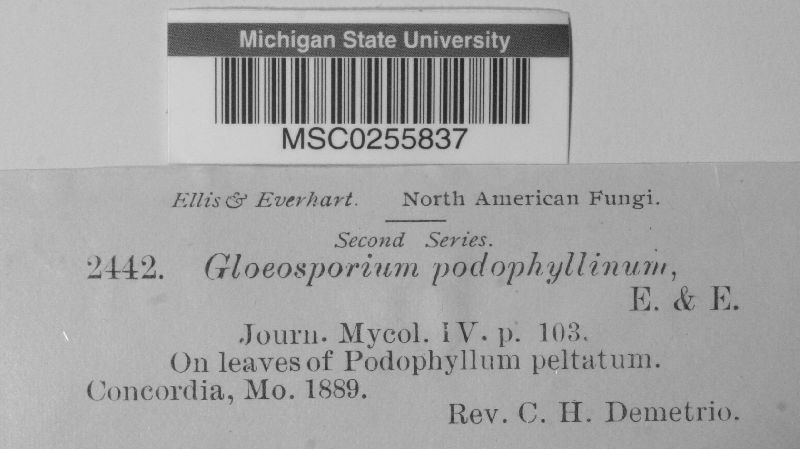 Michigan State University
MSC0255837
Ellis & Everhart. North American Fungi.
Second Series.
2442. Gloeosporium podophyllinum,
E. & E.
Journ. Mycol. IV. p. 103.
On leaves of Podophyllum peltatum.
Concordia, Mo. 1889.
Rev. C. H. Demetrio.